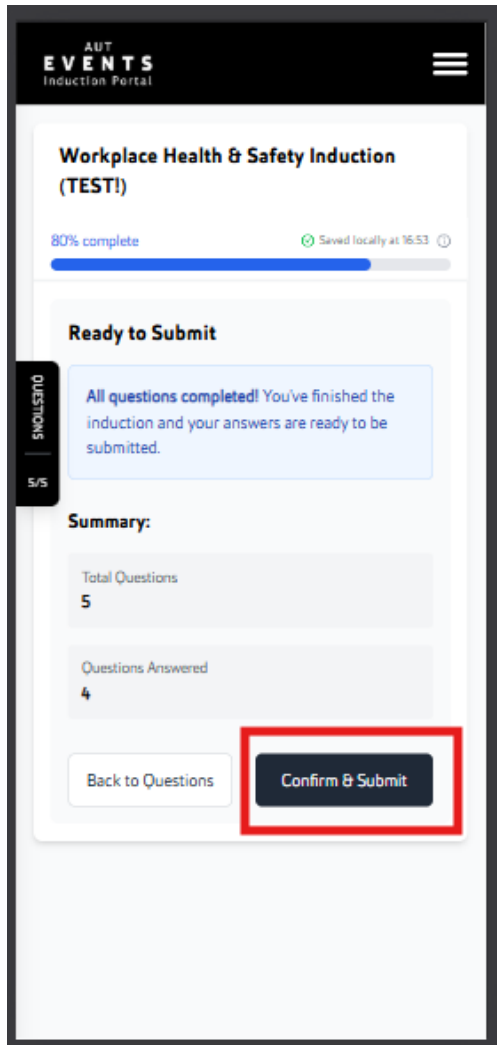 AUT
EVENTS
Induction Portal
Workplace Health & Safety Induction
(TEST!)
80% complete
Saved locally at 16:53
QUESTIONS
5/5
Ready to Submit
All questions completed! You've finished the
induction and your answers are ready to be
submitted.
Summary:
Total Questions
5
Questions Answered
4
Back to Questions
Confirm & Submit